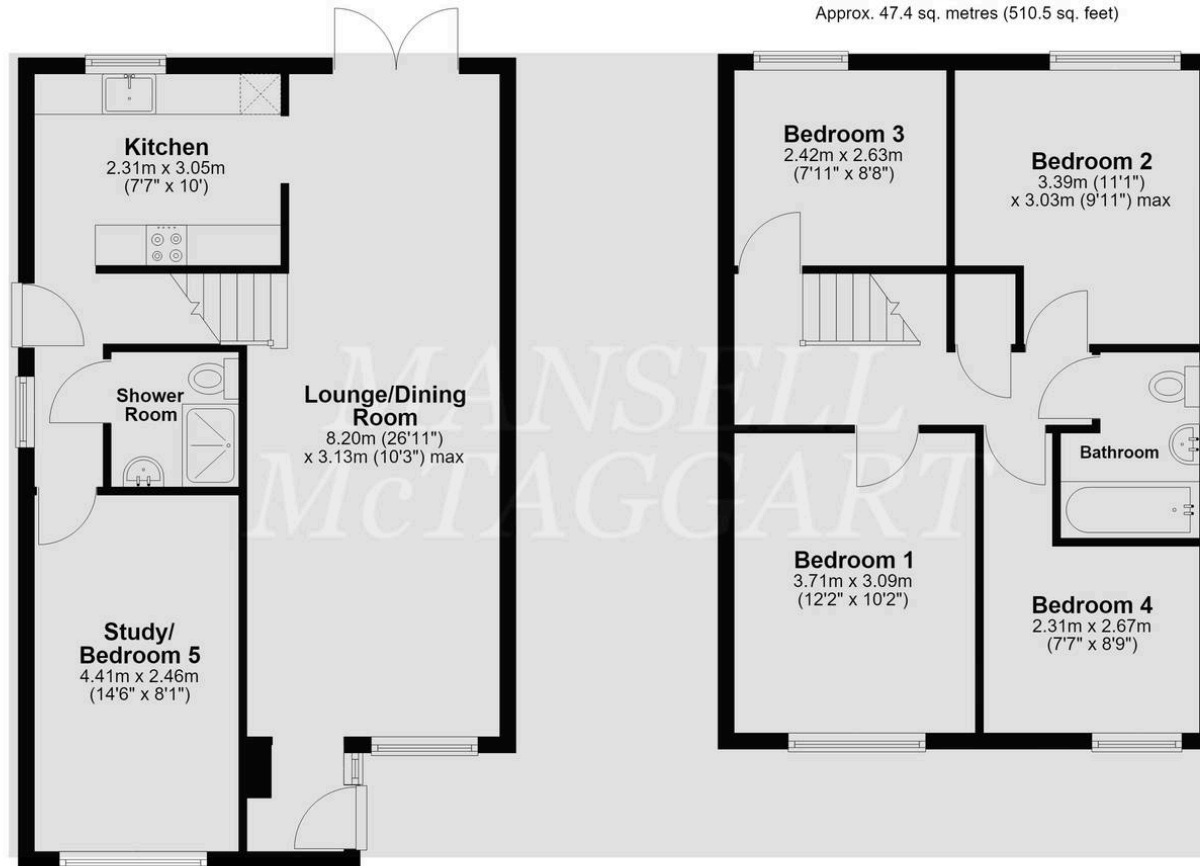 Approx. 47.4 sq. metres (510.5 sq. feet)
Kitchen
2.31m x 3.05m
(7'7" x 10')
Bedroom 3
2.42m x 2.63m
(7'11" x 8'8")
Bedroom 2
3.39m (11'1")
x 3.03m (9'11") max
Shower
Room
Lounge/Dining
Room
8.20m (26'11")
x 3.13m (10'3") max
MANSELL
McTAGGART
Bathroom
Bedroom 1
3.71m x 3.09m
(12'2" x 10'2")
Bedroom 4
2.31m x 2.67m
(7'7" x 8'9")
Study/
Bedroom 5
4.41m x 2.46m
(14'6" x 8'1")